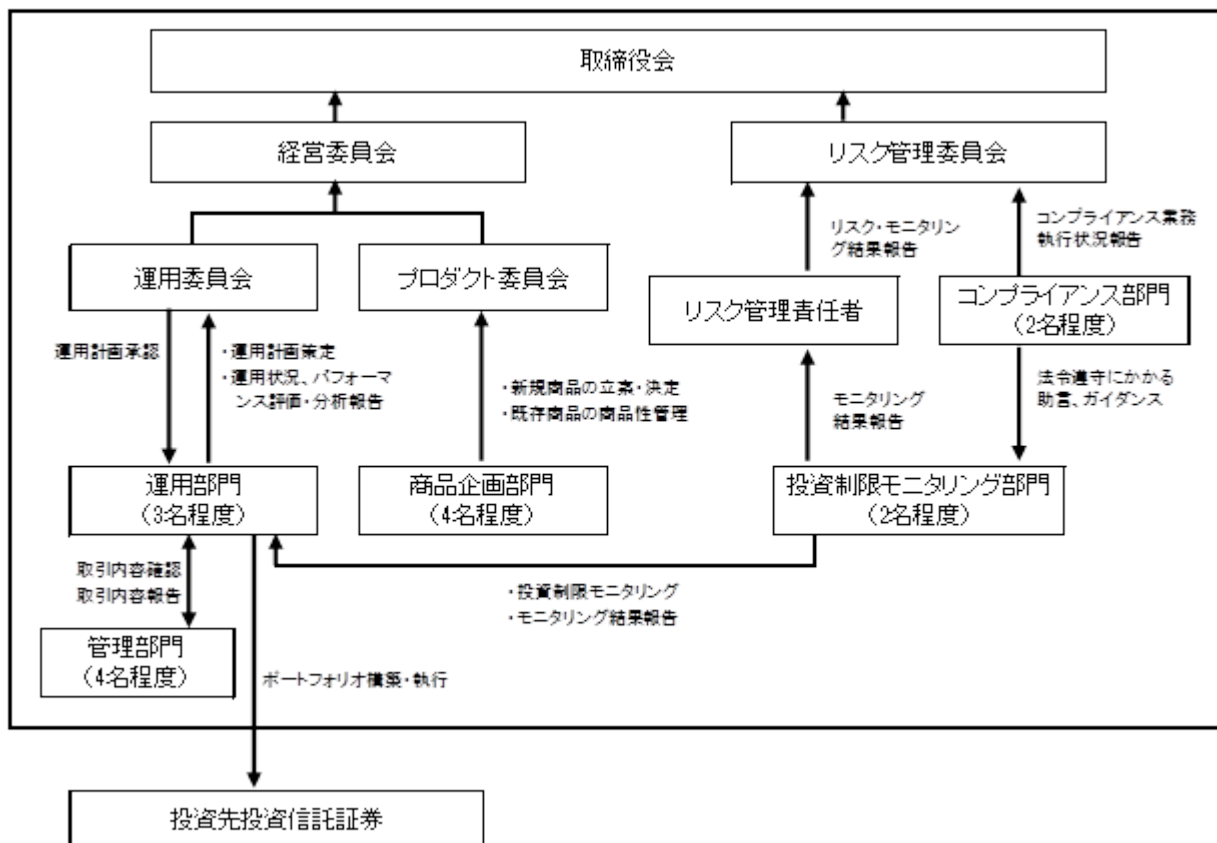 取締役会
経営委員会
リスク管理委員会
リスク・モニタリン
グ結果報告
コンプライアンス業務
執行状況報告
運用委員会
プロダクト委員会
リスク管理責任者
コンプライアンス部門
（2名程度）
運用計画承認
・運用計画策定
・運用状況、パフォーマ
ンス評価・分析報告
・新規商品の立案・決定
・既存商品の商品性管理
モニタリング
結果報告
法令遵守にかかる
助言、ガイダンス
運用部門
（3名程度）
商品企画部門
（4名程度）
投資制限モニタリング部門
（2名程度）
取引内容確認
取引内容報告
・投資制限モニタリング
・モニタリング結果報告
管理部門
（4名程度）
ポートフォリオ構築・執行
投資先投資信託証券